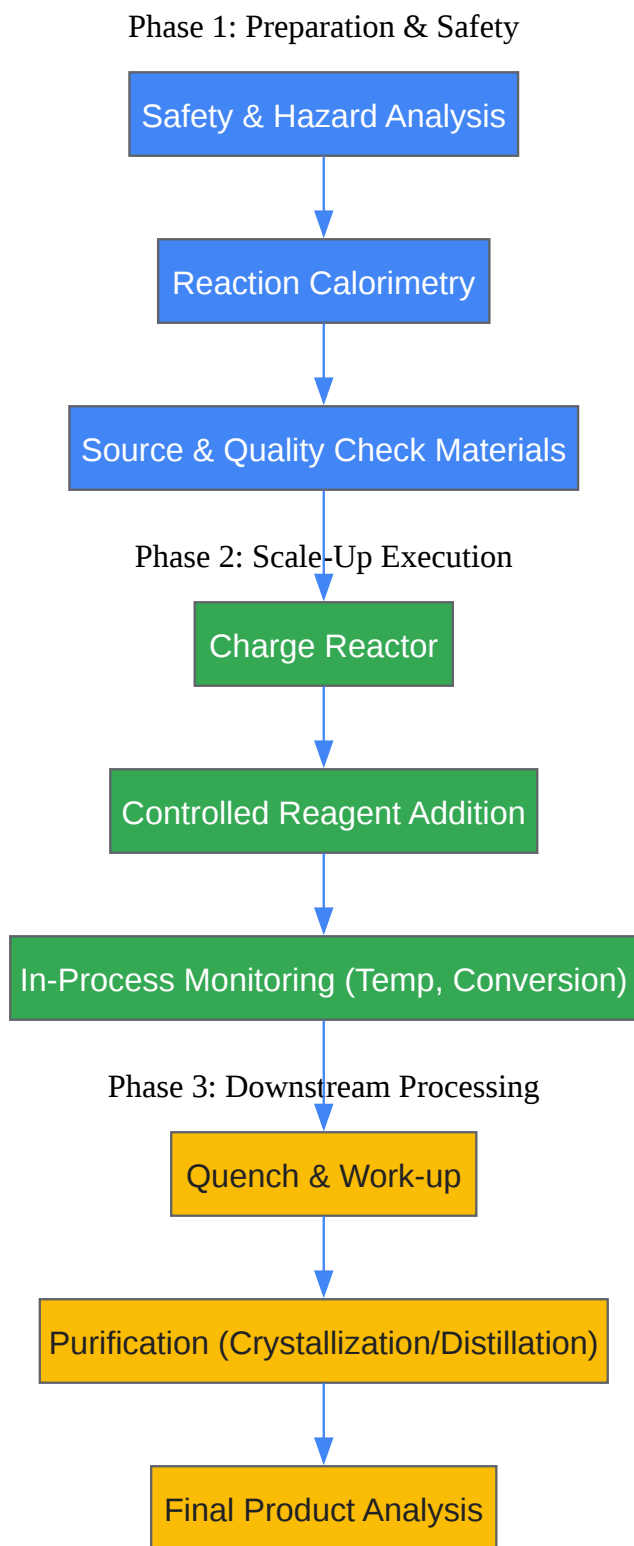 Phase 1: Preparation & Safety
Safety & Hazard Analysis
Reaction Calorimetry
Source & Quality Check Materials
Phase 2: Scale-Up Execution
Charge Reactor
Controlled Reagent Addition
In-Process Monitoring (Temp, Conversion)
Phase 3: Downstream Processing
Quench & Work-up
Purification (Crystallization/Distillation)
Final Product Analysis